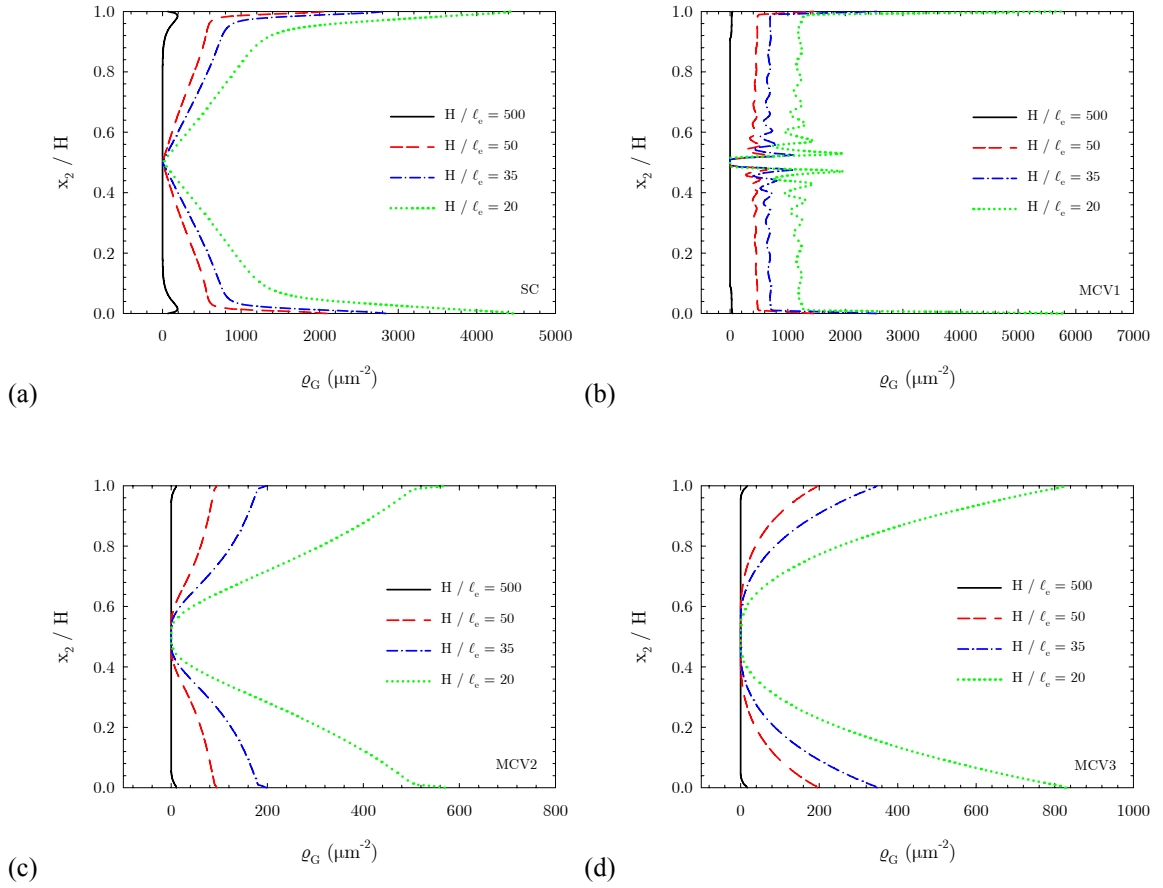 1.0
0.8
0.6
0.4
0.2
0.0
x2 / H
H / ℓe = 500
H / ℓe = 50
H / ℓe = 35
H / ℓe = 20
SC
0 1000 2000 3000 4000 5000
ϱG (μm-2)
(a)
1.0
0.8
0.6
0.4
0.2
0.0
x2 / H
H / ℓe = 500
H / ℓe = 50
H / ℓe = 35
H / ℓe = 20
MCV1
0 1000 2000 3000 4000 5000 6000 7000
ϱG (μm-2)
(b)
1.0
0.8
0.6
0.4
0.2
0.0
x2 / H
H / ℓe = 500
H / ℓe = 50
H / ℓe = 35
H / ℓe = 20
MCV2
0 200 400 600 800
ϱG (μm-2)
(c)
1.0
0.8
0.6
0.4
0.2
0.0
x2 / H
H / ℓe = 500
H / ℓe = 50
H / ℓe = 35
H / ℓe = 20
MCV3
0 200 400 600 800 1000
ϱG (μm-2)
(d)